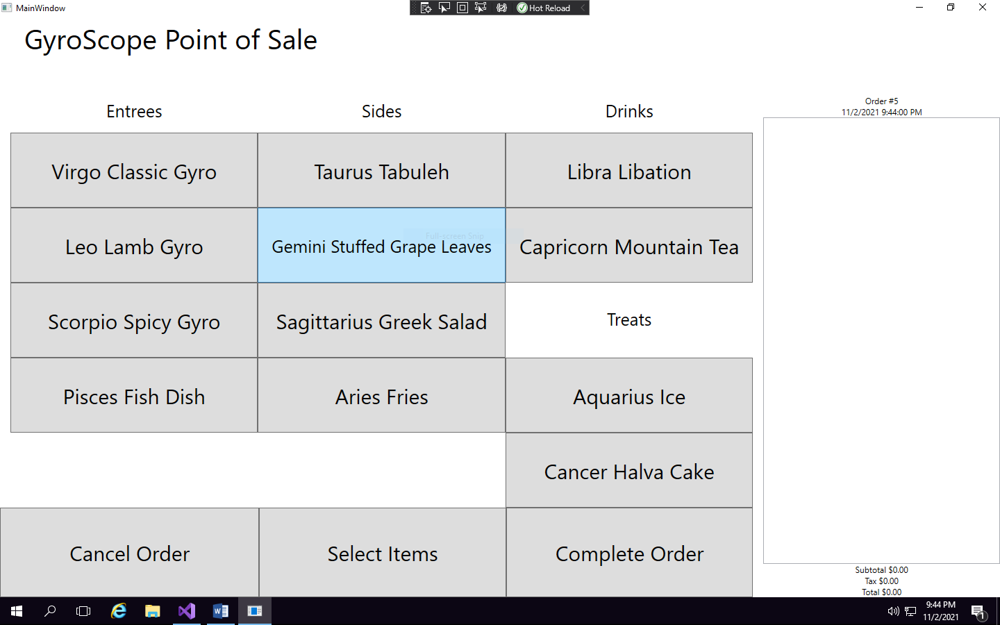 MainWindow
Hot Reload
GyroScope Point of Sale
Entrees
Sides
Drinks
Order #5
11/2/2021 9:44:00 PM
Virgo Classic Gyro
Taurus Tabuleh
Libra Libation
Leo Lamb Gyro
Full-screen Snip
Gemini Stuffed Grape Leaves
Capricorn Mountain Tea
Scorpio Spicy Gyro
Sagittarius Greek Salad
Treats
Pisces Fish Dish
Aries Fries
Aquarius Ice
Cancer Halva Cake
Cancel Order
Select Items
Complete Order
Subtotal $0.00
Tax $0.00
Total $0.00
9:44 PM
11/2/2021
1